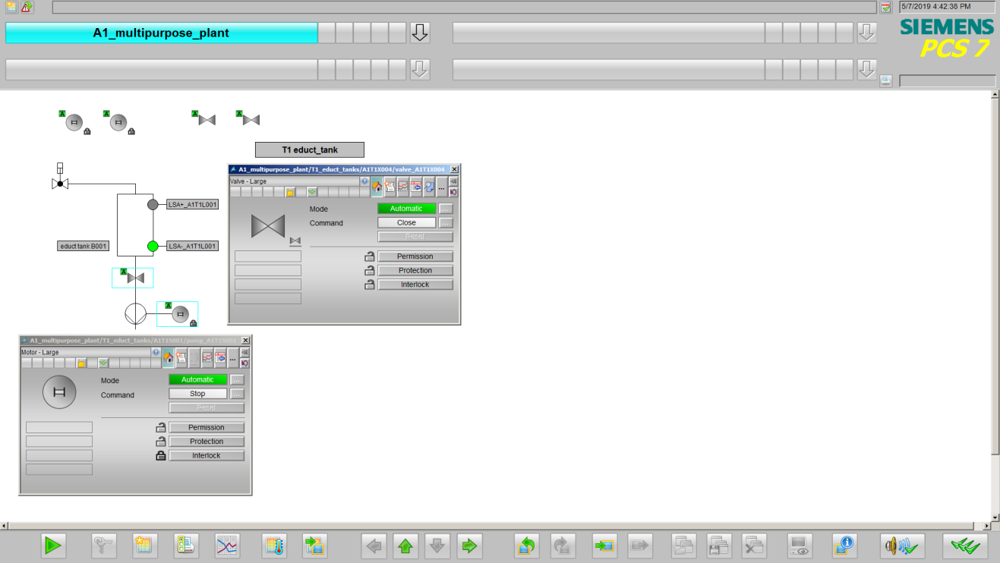 5/7/2019 4:42:38 PM
A1_multipurpose_plant
SIEMENS
PCS 7
A
A
A
A
T1 educt_tank
LSA+_A1T1L001
educt tank B001
LSA-_A1T1L001
A
A
A1_multipurpose_plant/T1_educt_tanks/A1T1X004/valve_A1T1X004
Valve - Large
...
Mode
Automatic
...
Command
Close
...
Reset
Permission
Protection
Interlock
A1_multipurpose_plant/T1_educt_tanks/A1T1S001/pump_A1T1S001
Motor - Large
...
Mode
Automatic
...
Command
Stop
...
Reset
Permission
Protection
Interlock